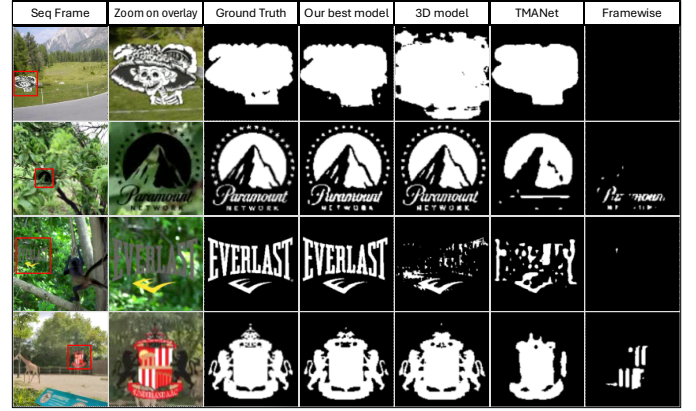 Seq Frame Zoom on overlay Ground Truth Our best model 3D model TMANet Framewise
Paramount Paramount Paramount Paramount
NETWORK NETWORK NETWORK NETWORK
EVERLAST EVERLAST EVERLAST
SUNDERLAND A.F.C.